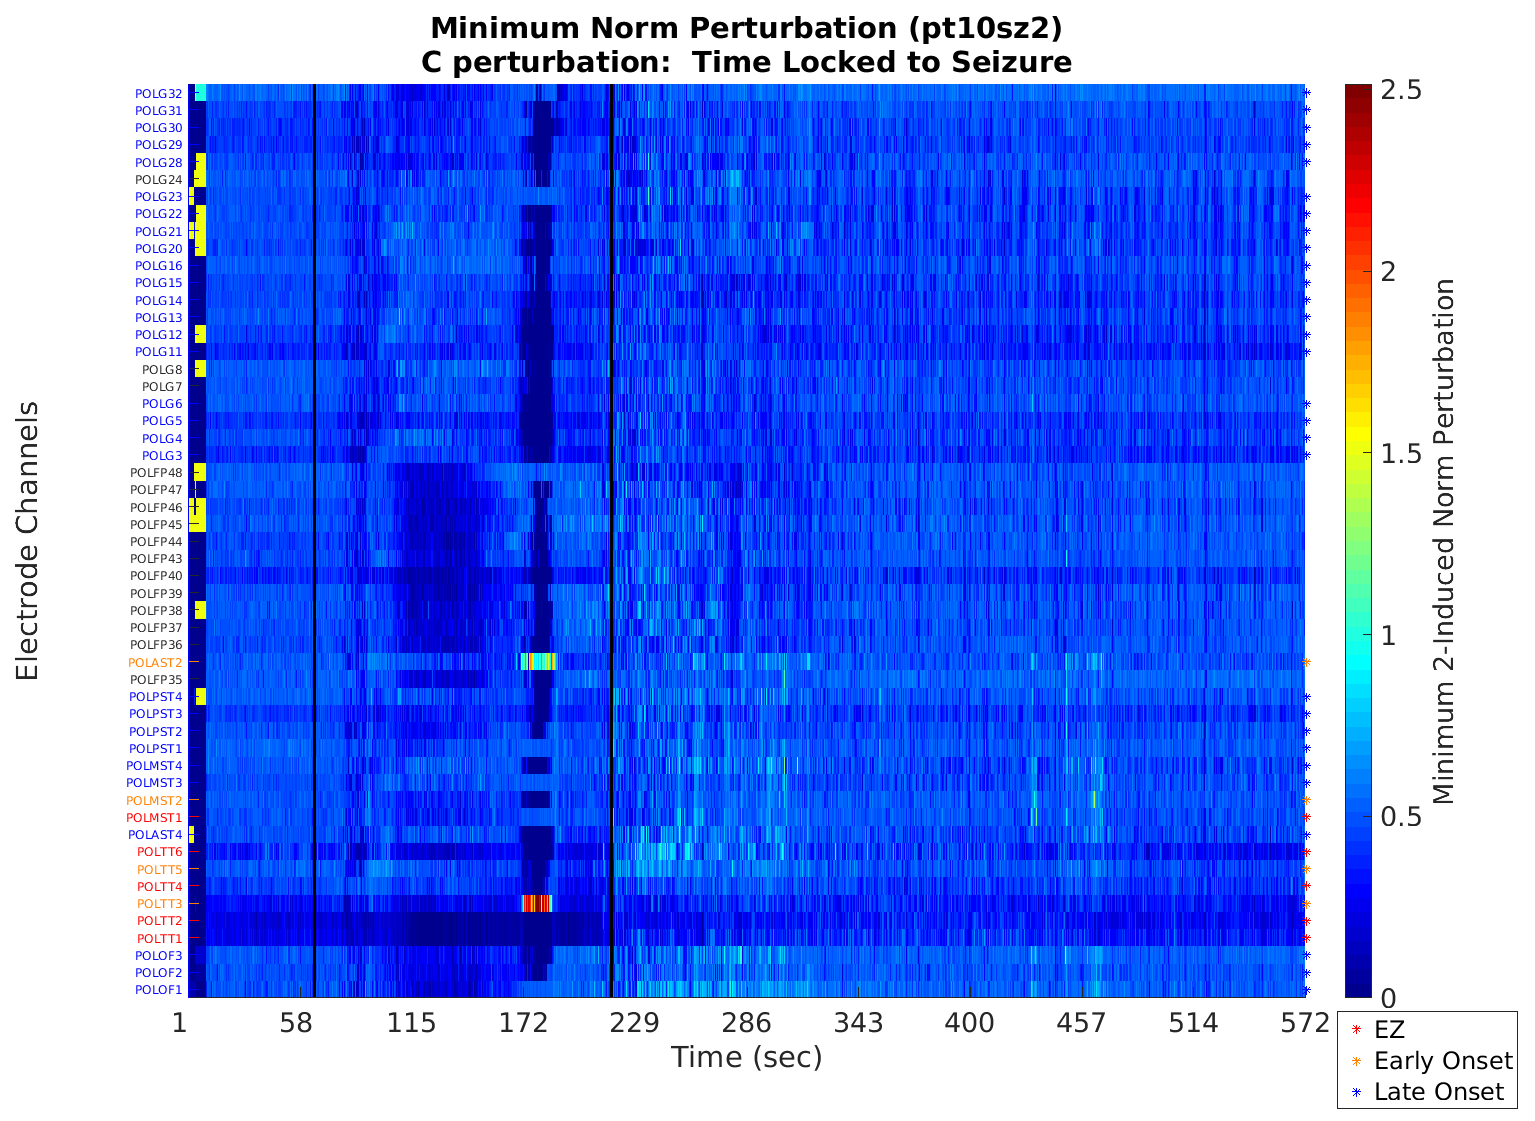 Minimum Norm Perturbation (pt10sz2)
C perturbation:  Time Locked to Seizure
Electrode Channels
POLG32
POLG31
POLG30
POLG29
POLG28
POLG24
POLG23
POLG22
POLG21
POLG20
POLG16
POLG15
POLG14
POLG13
POLG12
POLG11
POLG8
POLG7
POLG6
POLG5
POLG4
POLG3
POLFP48
POLFP47
POLFP46
POLFP45
POLFP44
POLFP43
POLFP40
POLFP39
POLFP38
POLFP37
POLFP36
POLAST2
POLFP35
POLPST4
POLPST3
POLPST2
POLPST1
POLMST4
POLMST3
POLMST2
POLMST1
POLAST4
POLTT6
POLTT5
POLTT4
POLTT3
POLTT2
POLTT1
POLOF3
POLOF2
POLOF1
1 58 115 172 229 286 343 400 457 514 572
Time (sec)
2.5
2
1.5
1
0.5
0
Minimum 2-Induced Norm Perturbation
EZ
Early Onset
Late Onset